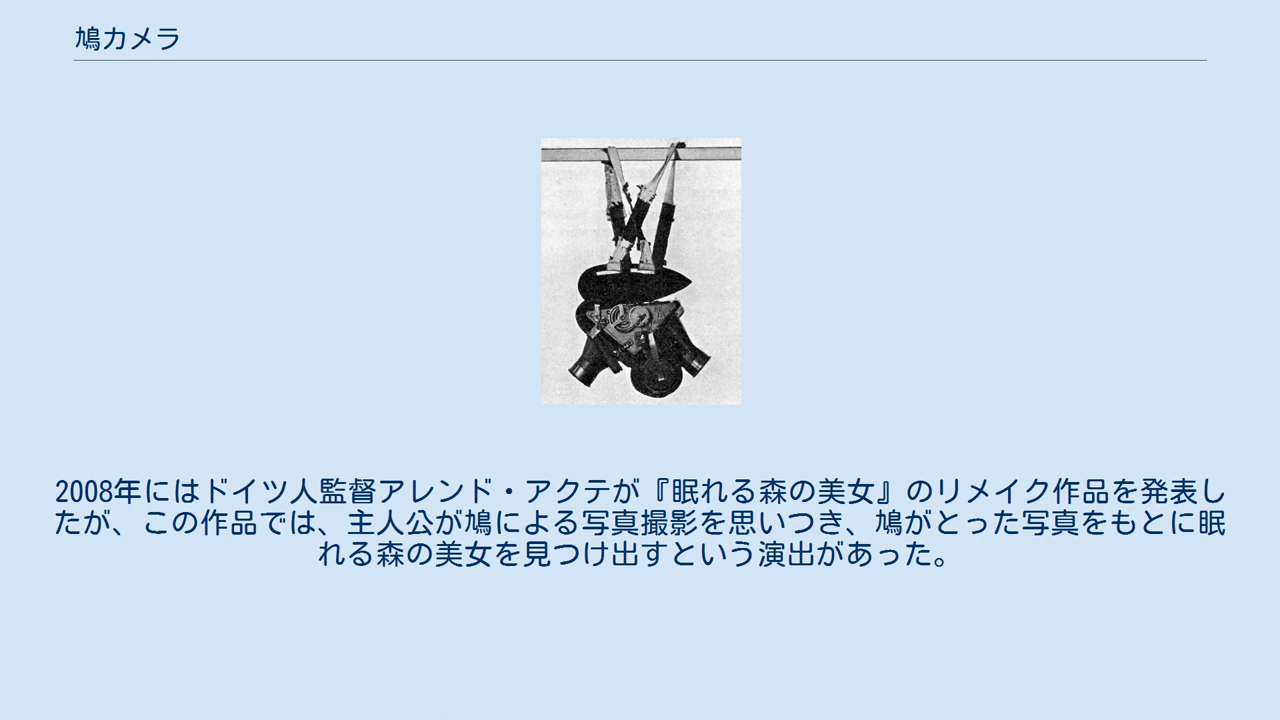 鳩カメラ
2008年にはドイツ人監督アレンド・アクテが『眠れる森の美女』のリメイク作品を発表し
たが、この作品では、主人公が鳩による写真撮影を思いつき、鳩がとった写真をもとに眠
れる森の美女を見つけ出すという演出があった。